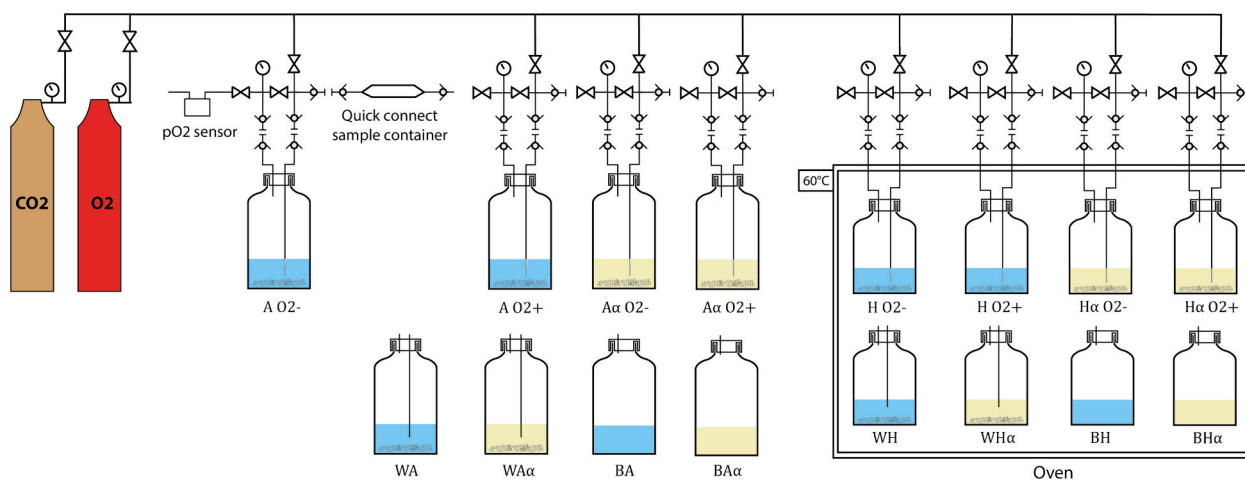 CO2
O2
pO2 sensor
Quick connect
sample container
60°C
A O2-
A O2+
Aα O2-
Aα O2+
H O2-
H O2+
Hα O2-
Hα O2+
WA
WAα
BA
BAα
WH
WHα
BH
BHα
Oven